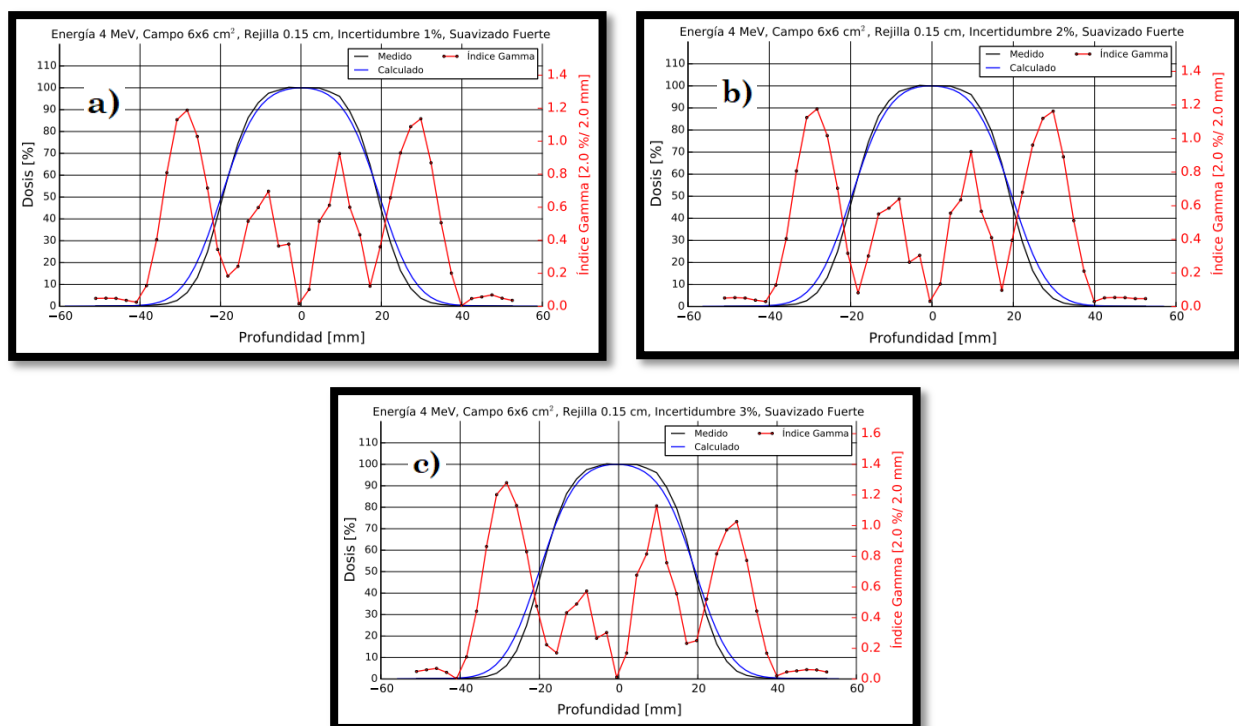 Energía 4 MeV, Campo 6x6 cm², Rejilla 0.15 cm, Incertidumbre 1%, Suavizado Fuerte
Medido
Calculado
Índice Gamma
a)
110
100
90
80
70
60
50
40
30
20
10
0
Dosis [%]
1.4
1.2
1.0
0.8
0.6
0.4
0.2
0.0
Índice Gamma [2.0 %/ 2.0 mm]
−60 −40 −20 0 20 40 60
Profundidad [mm]
Energía 4 MeV, Campo 6x6 cm², Rejilla 0.15 cm, Incertidumbre 2%, Suavizado Fuerte
Medido
Calculado
Índice Gamma
b)
110
100
90
80
70
60
50
40
30
20
10
0
Dosis [%]
1.4
1.2
1.0
0.8
0.6
0.4
0.2
0.0
Índice Gamma [2.0 %/ 2.0 mm]
−60 −40 −20 0 20 40 60
Profundidad [mm]
Energía 4 MeV, Campo 6x6 cm², Rejilla 0.15 cm, Incertidumbre 3%, Suavizado Fuerte
Medido
Calculado
Índice Gamma
c)
110
100
90
80
70
60
50
40
30
20
10
0
Dosis [%]
1.6
1.4
1.2
1.0
0.8
0.6
0.4
0.2
0.0
Índice Gamma [2.0 %/ 2.0 mm]
−60 −40 −20 0 20 40 60
Profundidad [mm]